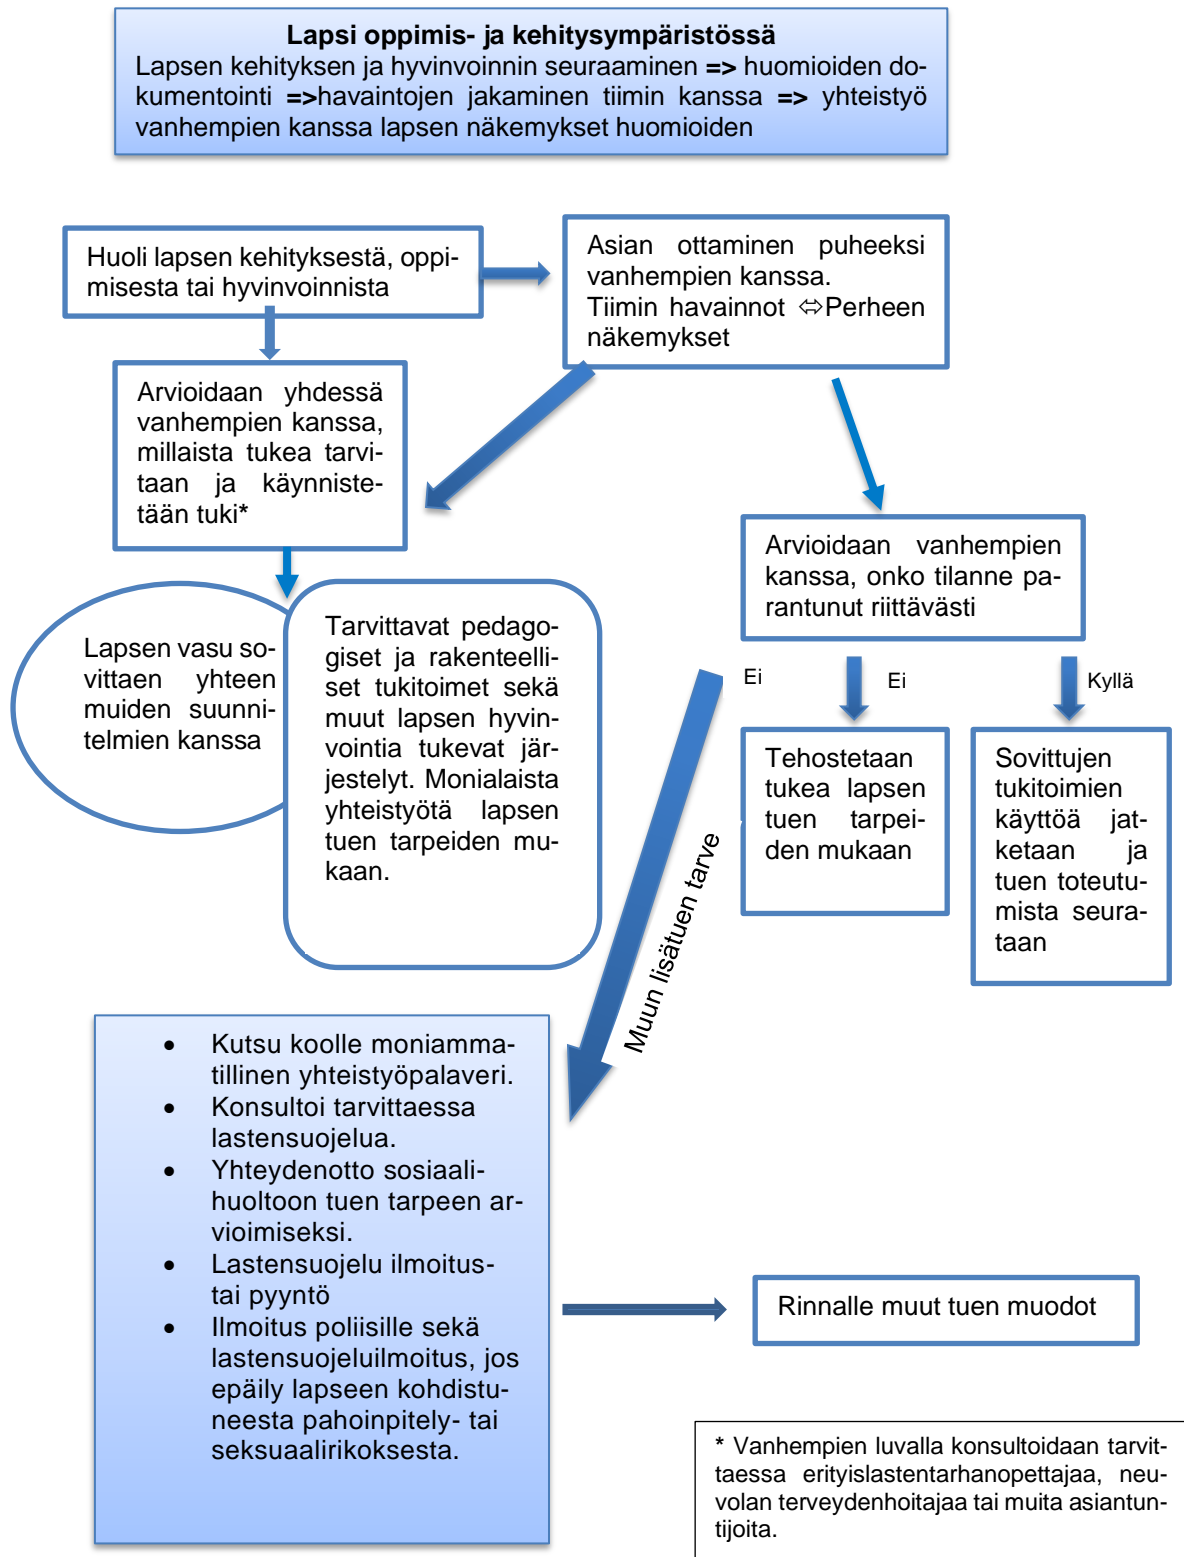 Lapsi oppimis- ja kehitysympäristössä
Lapsen kehityksen ja hyvinvoinnin seuraaminen => huomioiden do-
kumentointi =>havaintojen jakaminen tiimin kanssa => yhteistyö
vanhempien kanssa lapsen näkemykset huomioiden
Huoli lapsen kehityksestä, oppi-
misesta tai hyvinvoinnista
Asian ottaminen puheeksi
vanhempien kanssa.
Tiimin havainnot ⇔Perheen
näkemykset
Arvioidaan yhdessä
vanhempien kanssa,
millaista tukea tarvi-
taan ja käynniste-
tään tuki*
Arvioidaan vanhempien
kanssa, onko tilanne pa-
rantunut riittävästi
Lapsen vasu so-
vittaen yhteen
muiden suunni-
telmien kanssa
Tarvittavat pedago-
giset ja rakenteelli-
set tukitoimet sekä
muut lapsen hyvin-
vointia tukevat jär-
jestelyt. Monialaista
yhteistyötä lapsen
tuen tarpeiden mu-
kaan.
Ei
Ei
Kyllä
Tehostetaan
tukea lapsen
tuen tarpei-
den mukaan
Sovittujen
tukitoimien
käyttöä jat-
ketaan ja
tuen toteutu-
mista seura-
taan
Muun lisätuen tarve
• Kutsu koolle moniamma-
tillinen yhteistyöpalaveri.
• Konsultoi tarvittaessa
lastensuojelua.
• Yhteydenotto sosiaali-
huoltoon tuen tarpeen ar-
vioimiseksi.
• Lastensuojelu ilmoitus-
tai pyyntö
• Ilmoitus poliisille sekä
lastensuojeluilmoitus, jos
epäily lapseen kohdistu-
neesta pahoinpitely- tai
seksuaalirikoksesta.
Rinnalle muut tuen muodot
* Vanhempien luvalla konsultoidaan tarvit-
taessa erityislastentarhanopettajaa, neu-
volan terveydenhoitajaa tai muita asiantun-
tijoita.